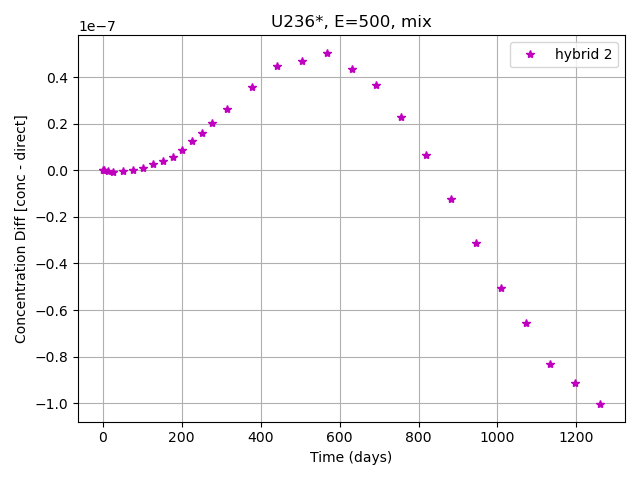 U236*, E=500, mix
1e−7
hybrid 2
0.4
0.2
0.0
−0.2
−0.4
−0.6
−0.8
−1.0
Concentration Diff [conc - direct]
0 200 400 600 800 1000 1200
Time (days)